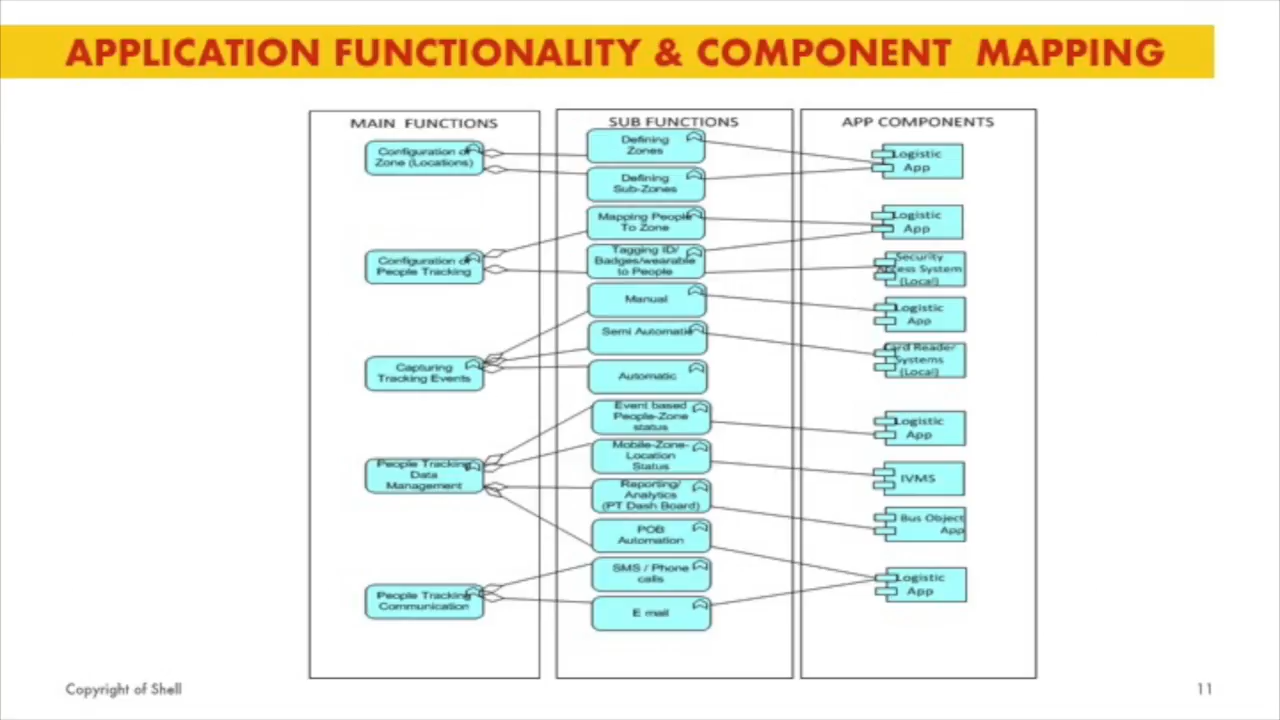 APPLICATION FUNCTIONALITY & COMPONENT MAPPING
MAIN FUNCTIONS
Configuration of
Zone (Locations)
Configuration of
People Tracking
Capturing
Tracking Events
People Tracking
Data
Management
People Tracking
Communication
SUB FUNCTIONS
Defining
Zones
Defining
Sub-Zones
Mapping People
To Zone
Tagging ID/
Badges/wearable
to People
Manual
Semi Automatic
Automatic
Event based
People-Zone
status
Mobile-Zone-
Location
Status
Reporting/
Analytics
(PT Dash Board)
POB
Automation
SMS / Phone
calls
E mail
APP COMPONENTS
Logistic
App
Logistic
App
Security
Access System
(Local)
Logistic
App
Card Reader
Systems
(Local)
Logistic
App
IVMS
Bus Object
App
Logistic
App
Copyright of Shell
11